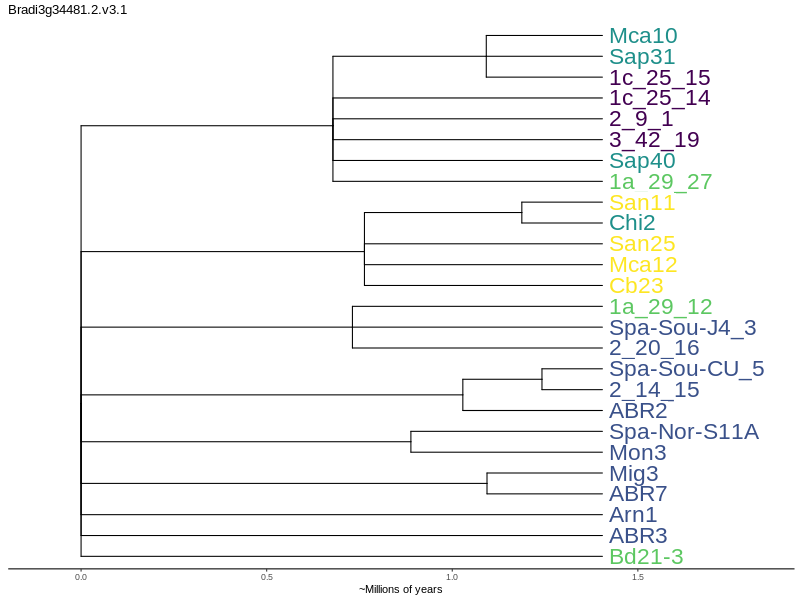 Bradi3g34481.2.v3.1
Mca10
Sap31
1c_25_15
1c_25_14
2_9_1
3_42_19
Sap40
1a_29_27
San11
Chi2
San25
Mca12
Cb23
1a_29_12
Spa-Sou-J4_3
2_20_16
Spa-Sou-CU_5
2_14_15
ABR2
Spa-Nor-S11A
Mon3
Mig3
ABR7
Arn1
ABR3
Bd21-3
0.0 0.5 1.0 1.5
~Millions of years